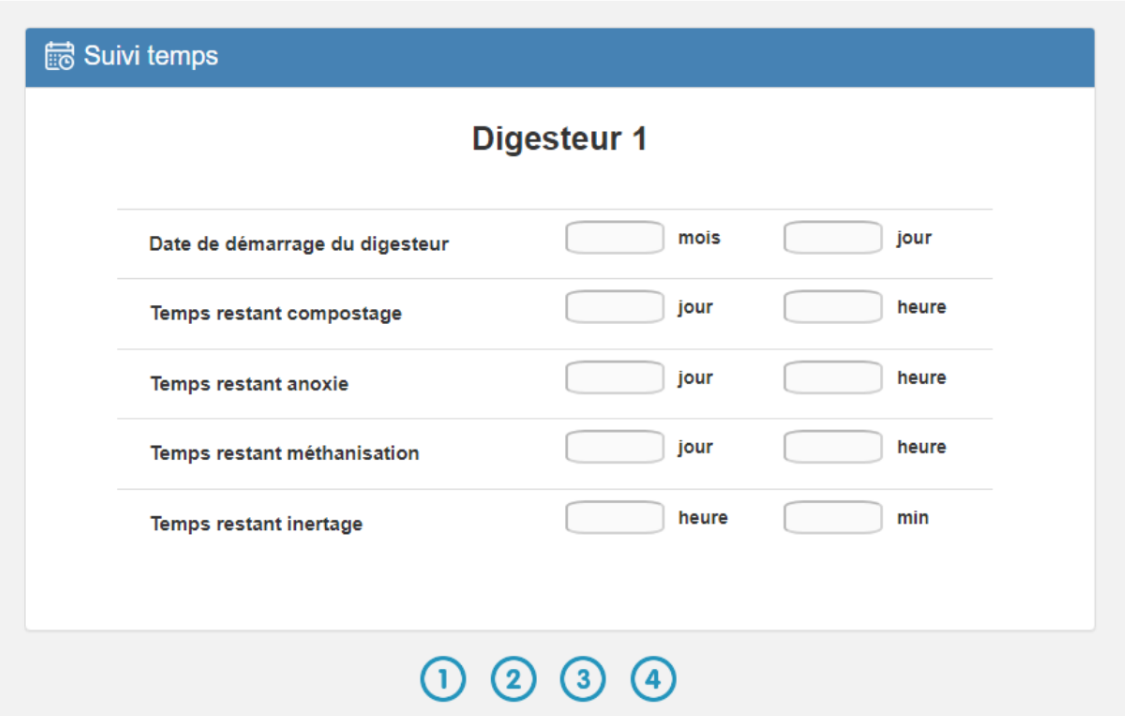 Suivi temps
Digesteur 1
Date de démarrage du digesteur mois jour
Temps restant compostage jour heure
Temps restant anoxie jour heure
Temps restant méthanisation jour heure
Temps restant inertage heure min
1 2 3 4